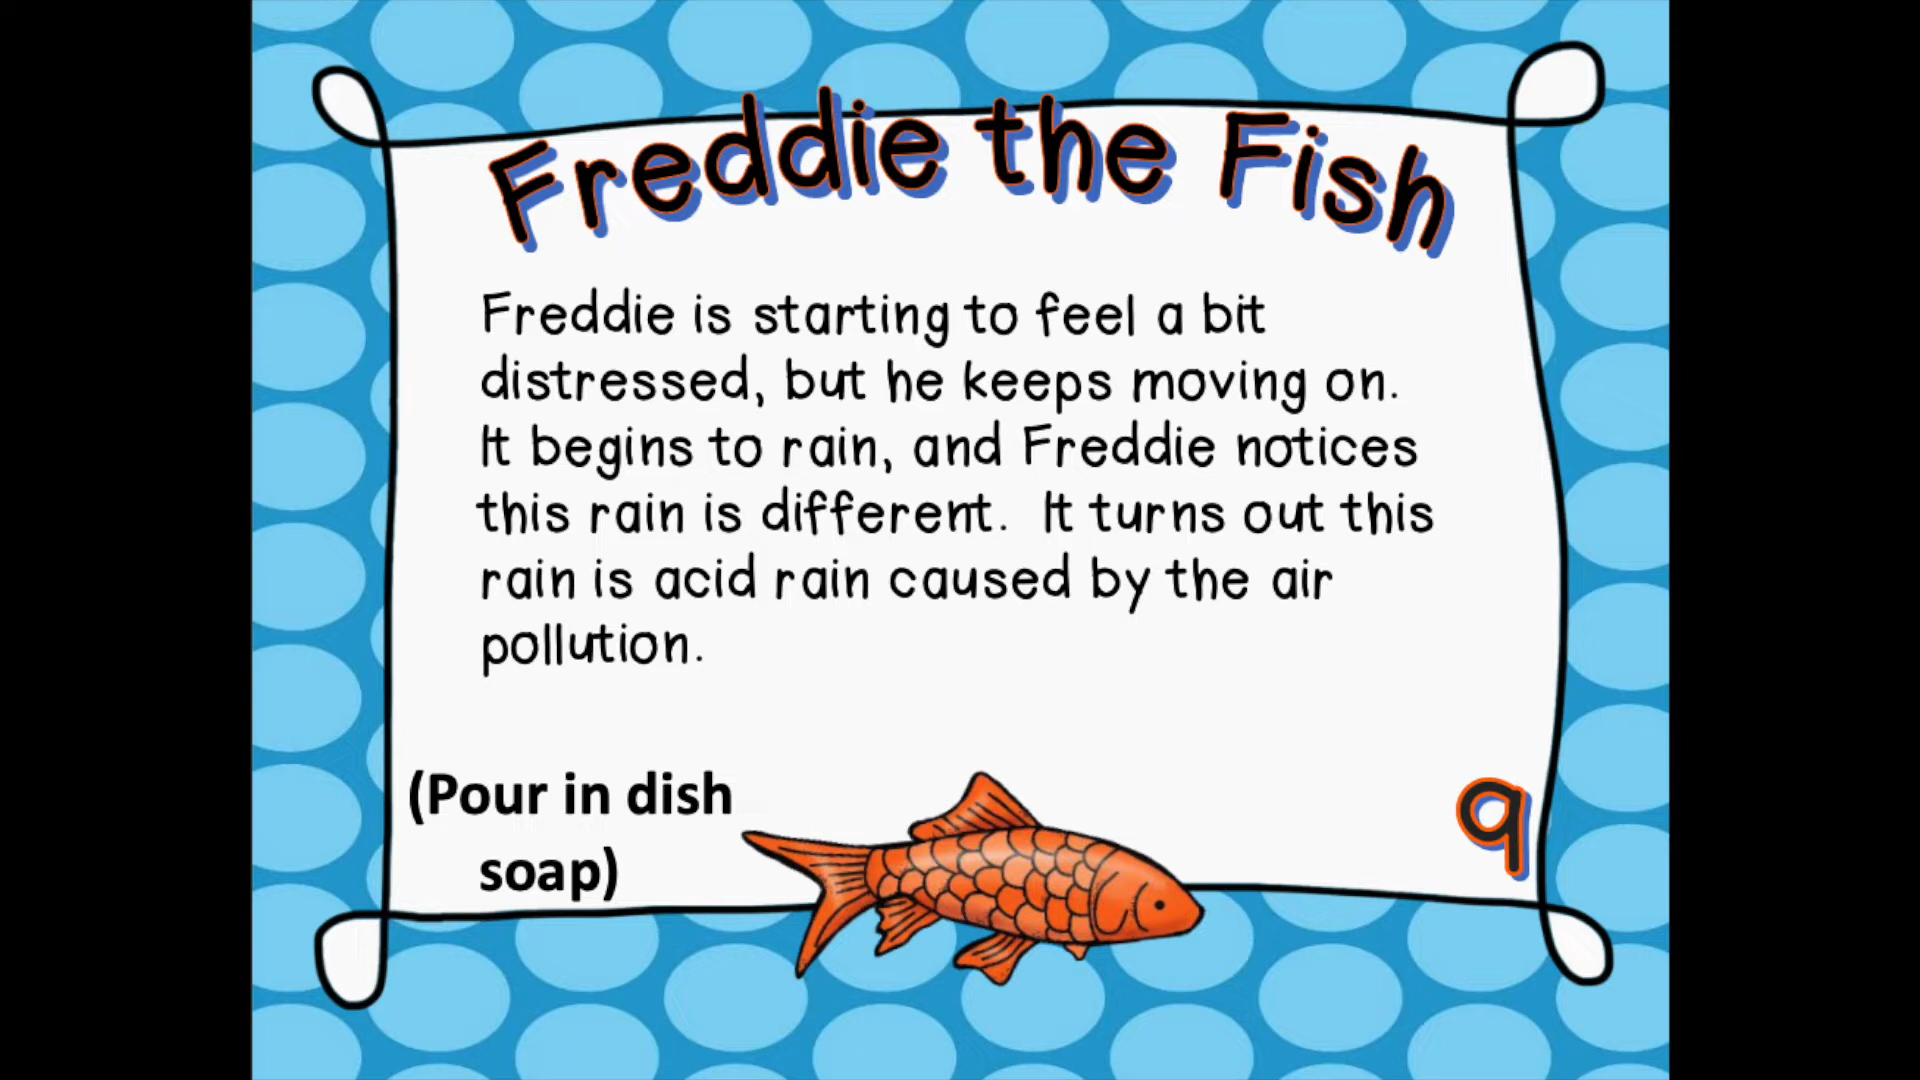 Freddie the Fish
Freddie is starting to feel a bit
distressed, but he keeps moving on.
It begins to rain, and Freddie notices
this rain is different. It turns out this
rain is acid rain caused by the air
pollution.
(Pour in dish
soap)
9